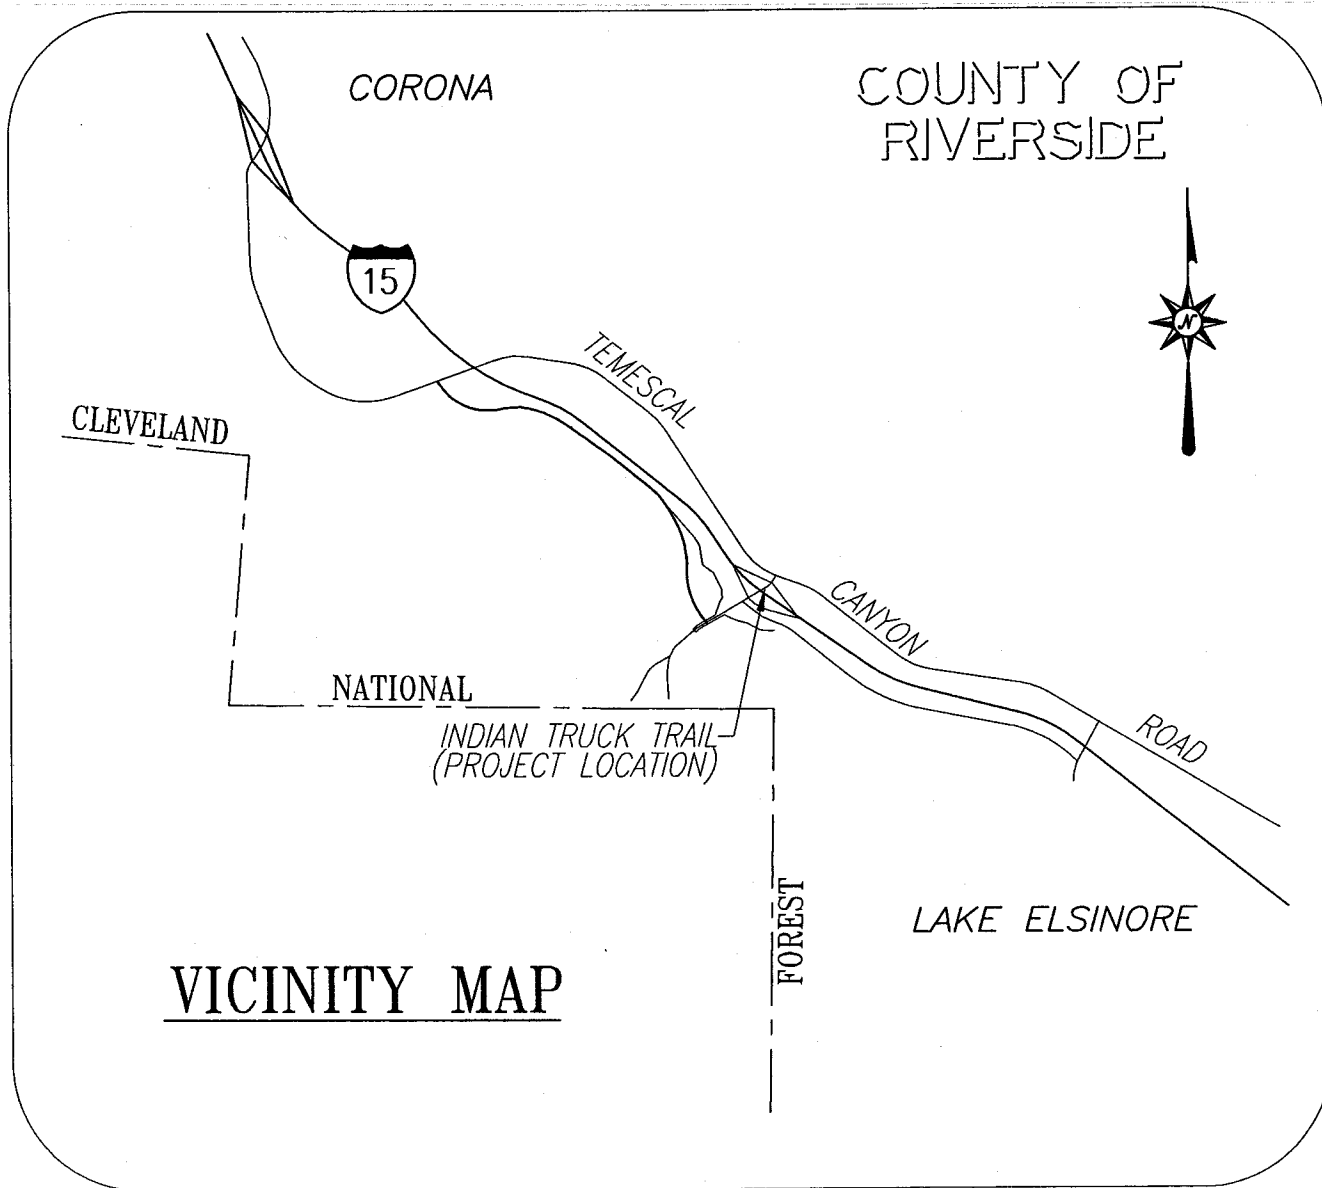 CORONA
COUNTY OF
RIVERSIDE
15
N
TEMESCAL
CLEVELAND
CANYON
NATIONAL
INDIAN TRUCK TRAIL
(PROJECT LOCATION)
ROAD
FOREST
LAKE ELSINORE
VICINITY MAP